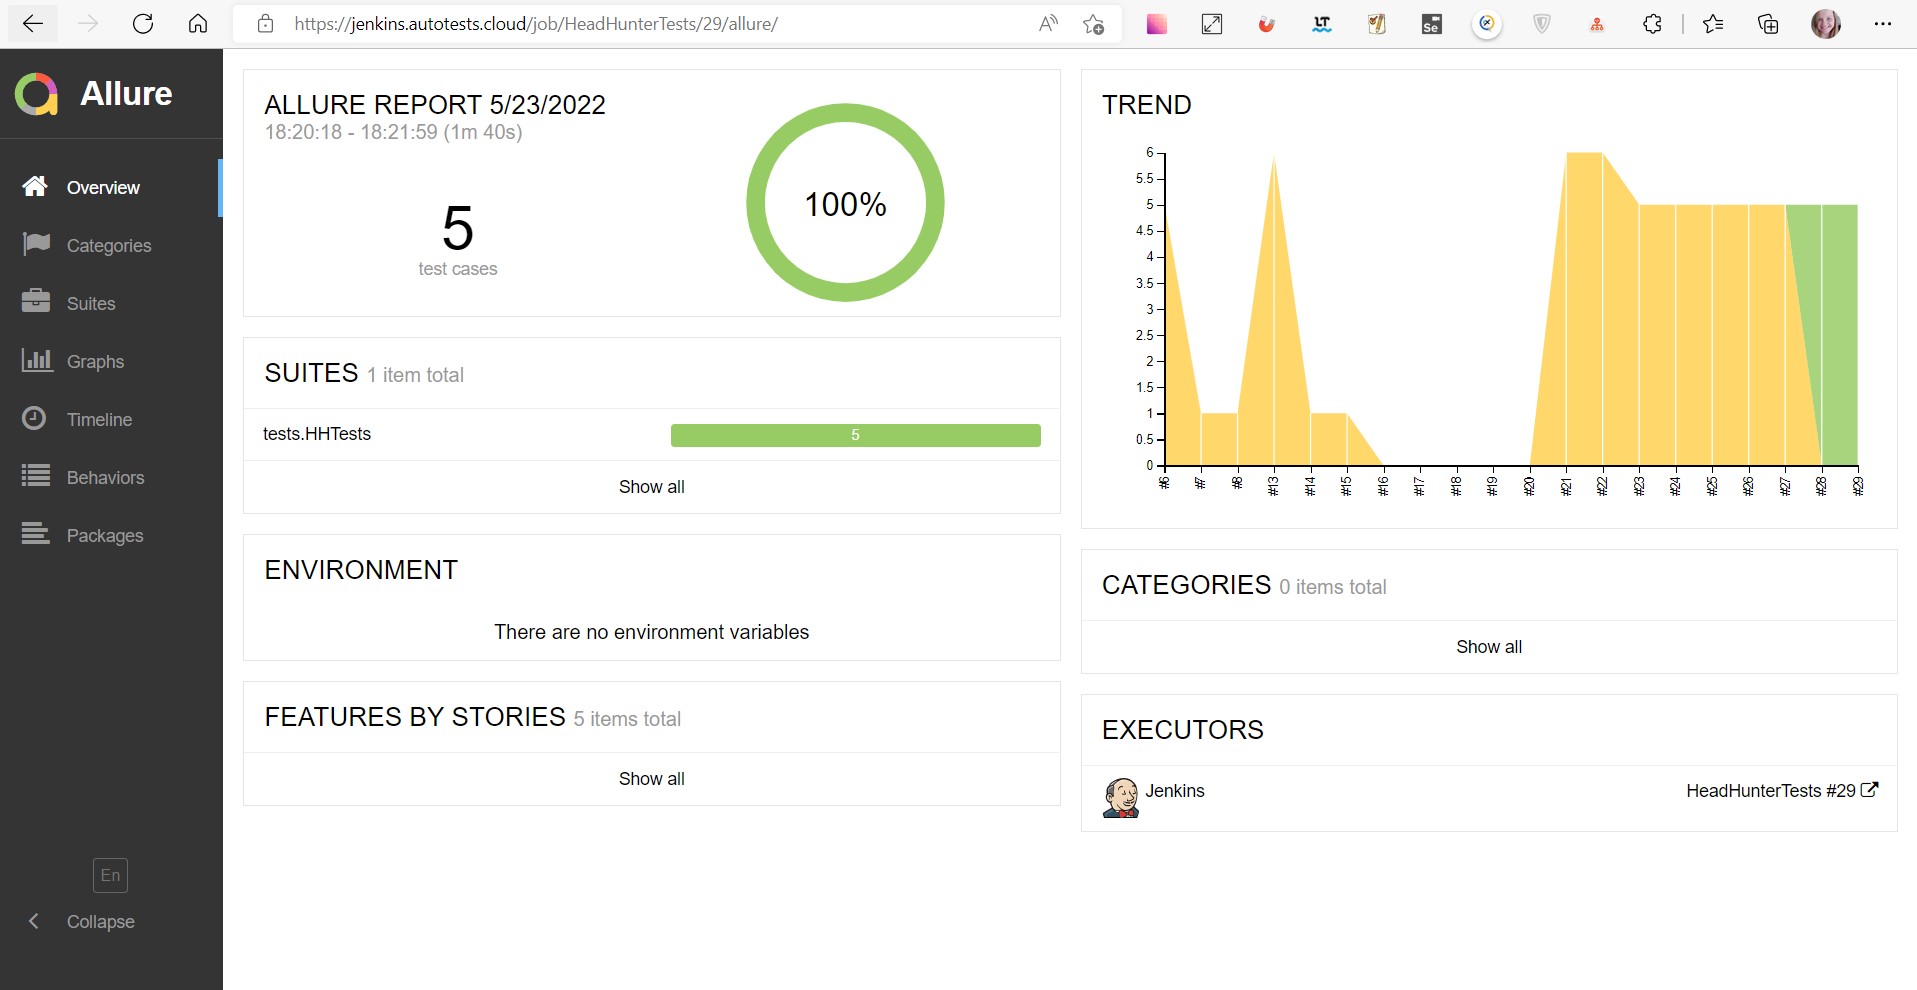 https://jenkins.autotests.cloud/job/HeadHunterTests/29/allure/
Allure
Overview
Categories
Suites
Graphs
Timeline
Behaviors
Packages
En
Collapse
ALLURE REPORT 5/23/2022
18:20:18 - 18:21:59 (1m 40s)
5
test cases
100%
SUITES 1 item total
tests.HHTests 5
Show all
ENVIRONMENT
There are no environment variables
FEATURES BY STORIES 5 items total
Show all
TREND
6
5.5
5
4.5
4
3.5
3
2.5
2
1.5
1
0.5
0
#6 #7 #8 #13 #14 #15 #16 #17 #18 #19 #20 #21 #22 #23 #24 #25 #26 #27 #28 #29
CATEGORIES 0 items total
Show all
EXECUTORS
Jenkins HeadHunterTests #29